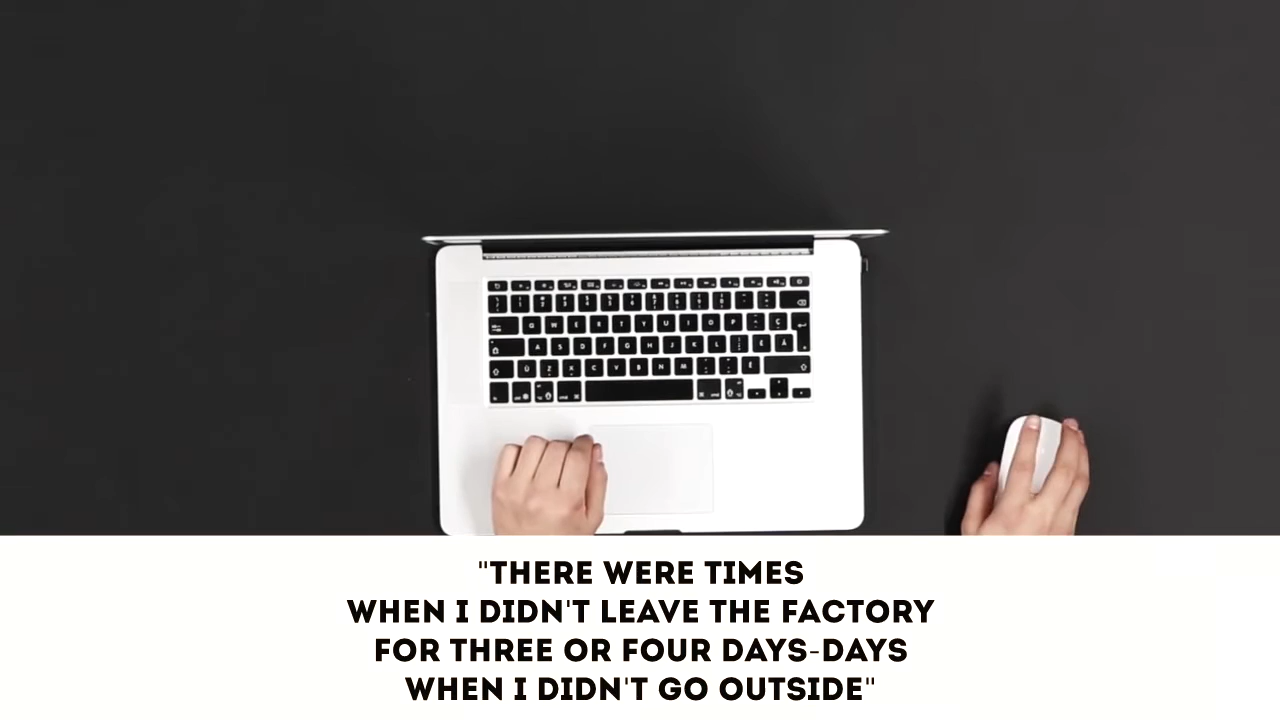 "THERE WERE TIMES
WHEN I DIDN'T LEAVE THE FACTORY
FOR THREE OR FOUR DAYS-DAYS
WHEN I DIDN'T GO OUTSIDE"